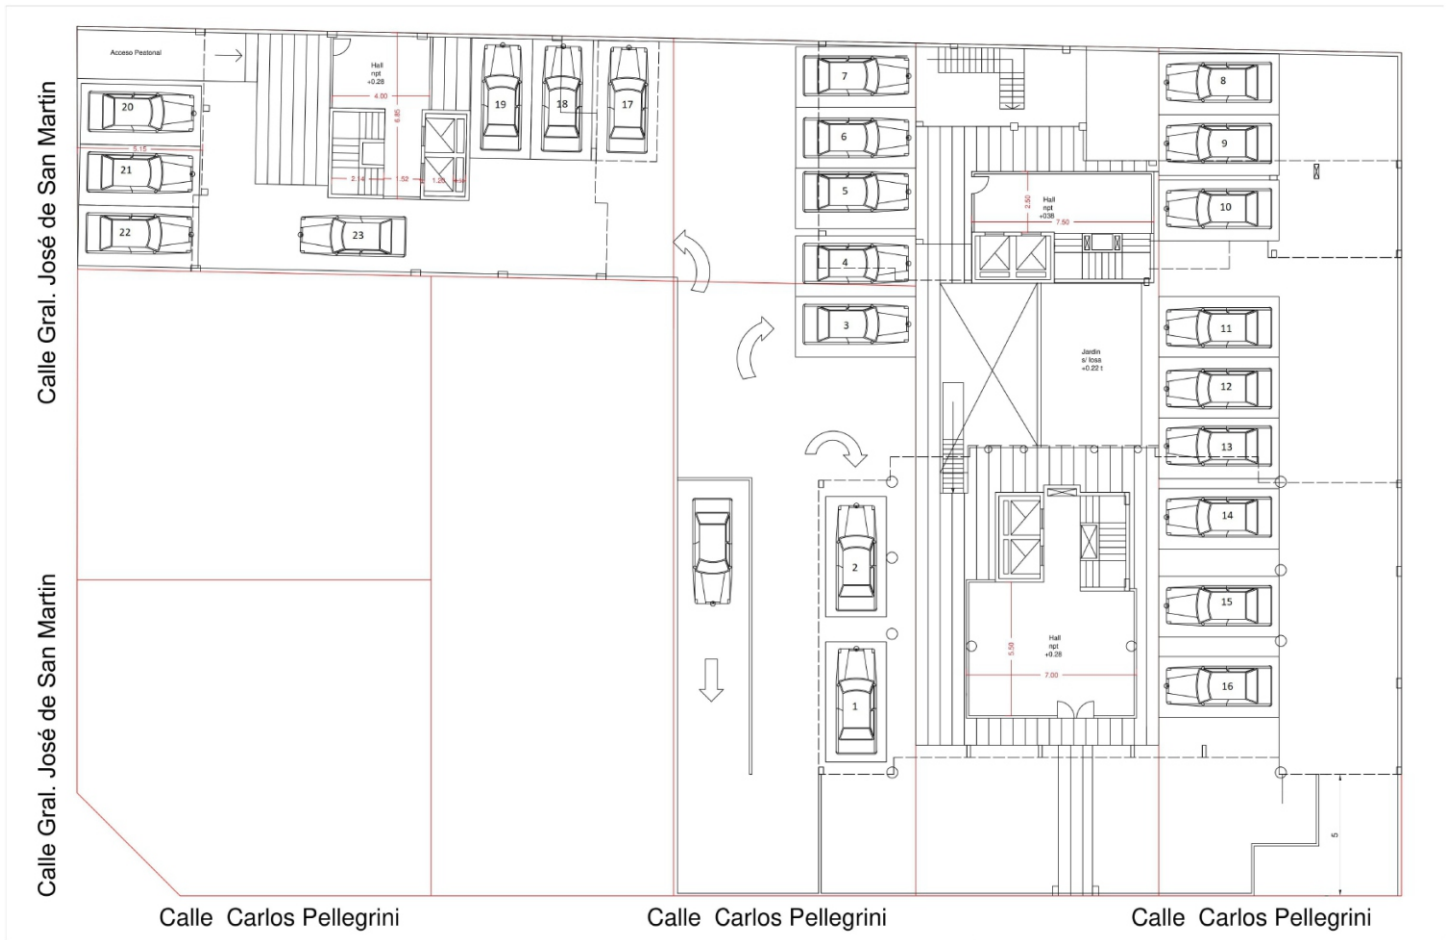 Acceso Peatonal
Hall
npt
+0.28
4.00
6.85
2.14
1.52
20
21
22
23
5.15
19
18
17
7
6
5
4
3
8
9
10
11
12
13
14
15
16
Hall
npt
+038
2.50
7.50
Jardin
s/ losa
+0.22 t
2
1
Hall
npt
+0.28
5.50
7.00
5
Calle Gral. José de San Martin
Calle Gral. José de San Martin
Calle Carlos Pellegrini
Calle Carlos Pellegrini
Calle Carlos Pellegrini